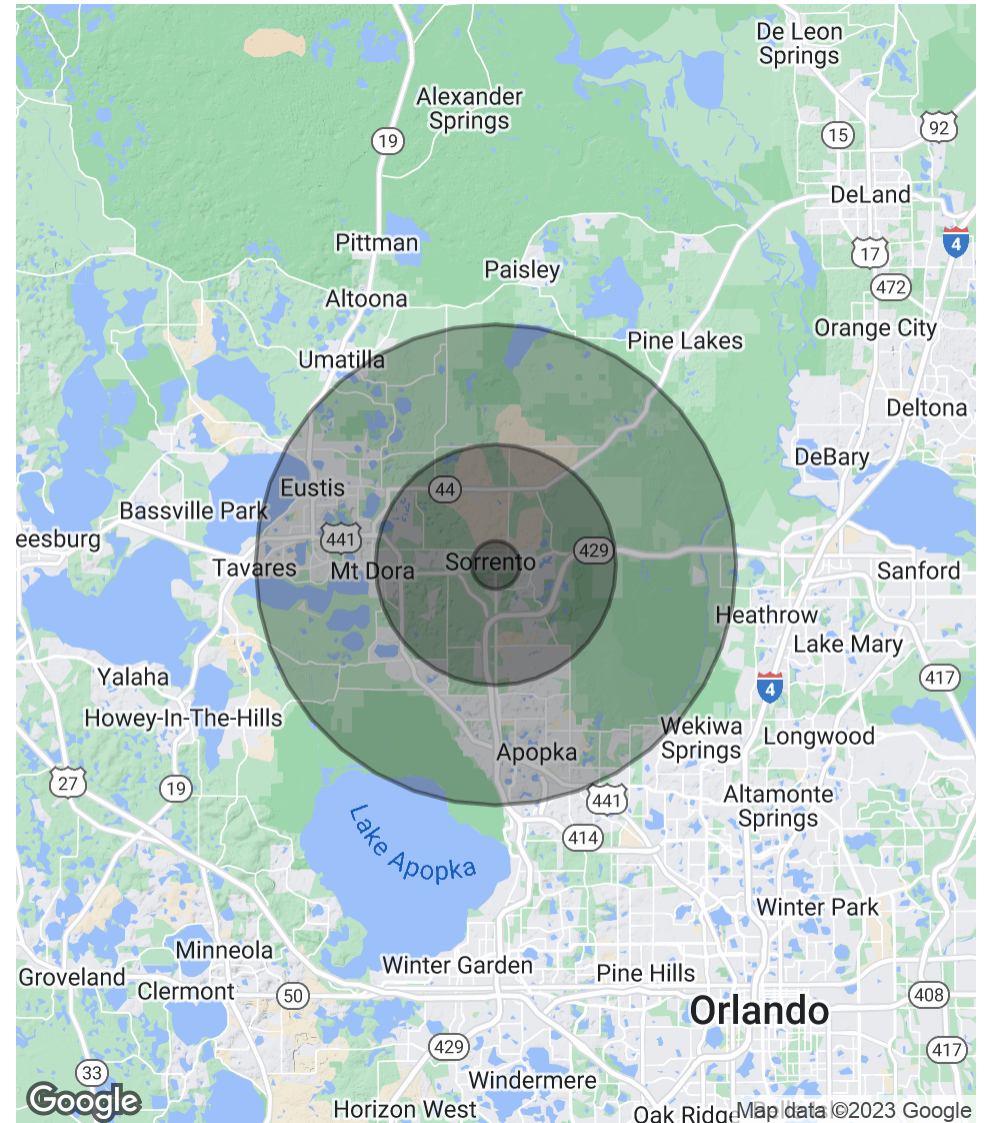 De Leon
Springs
Alexander
Springs
92
15
19
DeLand
Pittman
4
17
Paisley
472
Altoona
Orange City
Pine Lakes
Umatilla
Deltona
DeBary
Eustis
44
Bassville Park
441
eesburg
429
Sorrento
Tavares
Mt Dora
Sanford
Heathrow
Lake Mary
Yalaha
417
4
Howey-In-The-Hills
Wekiwa
Springs
Longwood
Apopka
27
19
441
Altamonte
Springs
Lake Apopka
414
Winter Park
Minneola
Winter Garden
Pine Hills
Groveland
Clermont
50
408
Orlando
429
417
33
Windermere
Google
Horizon West
Oak Ridge
Map data ©2023 Google